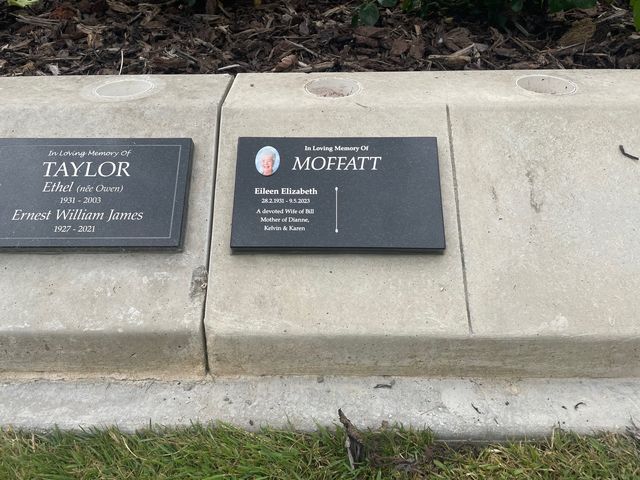 In Loving Memory Of
TAYLOR
Ethel (née Owen)
1931 - 2003
Ernest William James
1927 - 2021
In Loving Memory Of
MOFFATT
Eileen Elizabeth
28.2.1931 - 9.5.2023
A devoted Wife of Bill
Mother of Dianne,
Kelvin & Karen